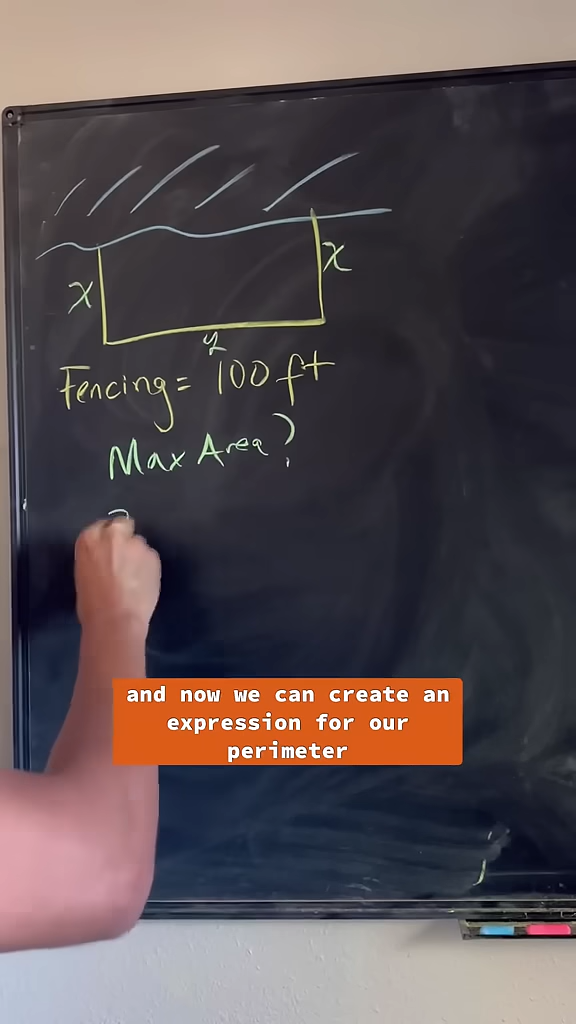 x
x
y
Fencing = 100 ft
Max Area?
and now we can create an
expression for our
perimeter